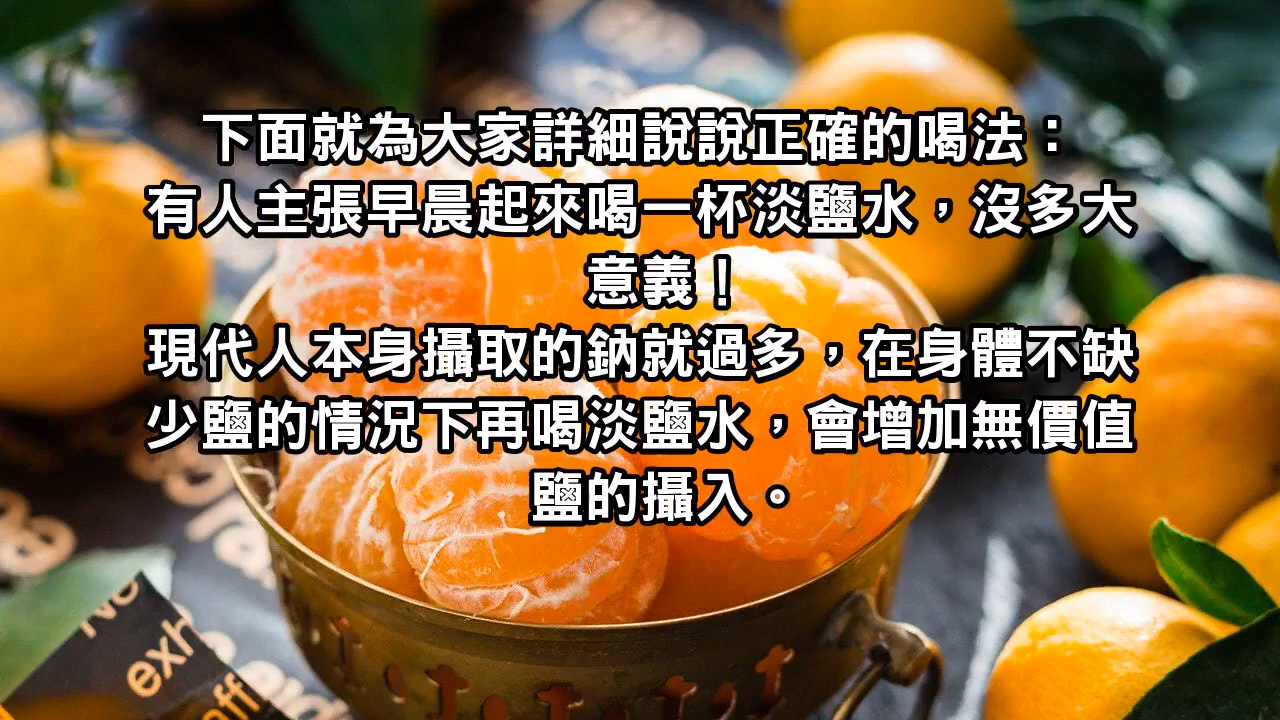 下面就為大家詳細說說正確的喝法：
有人主張早晨起來喝一杯淡鹽水，沒多大
意義！
現代人本身攝取的鈉就過多，在身體不缺
少鹽的情況下再喝淡鹽水，會增加無價值
鹽的攝入。
exh